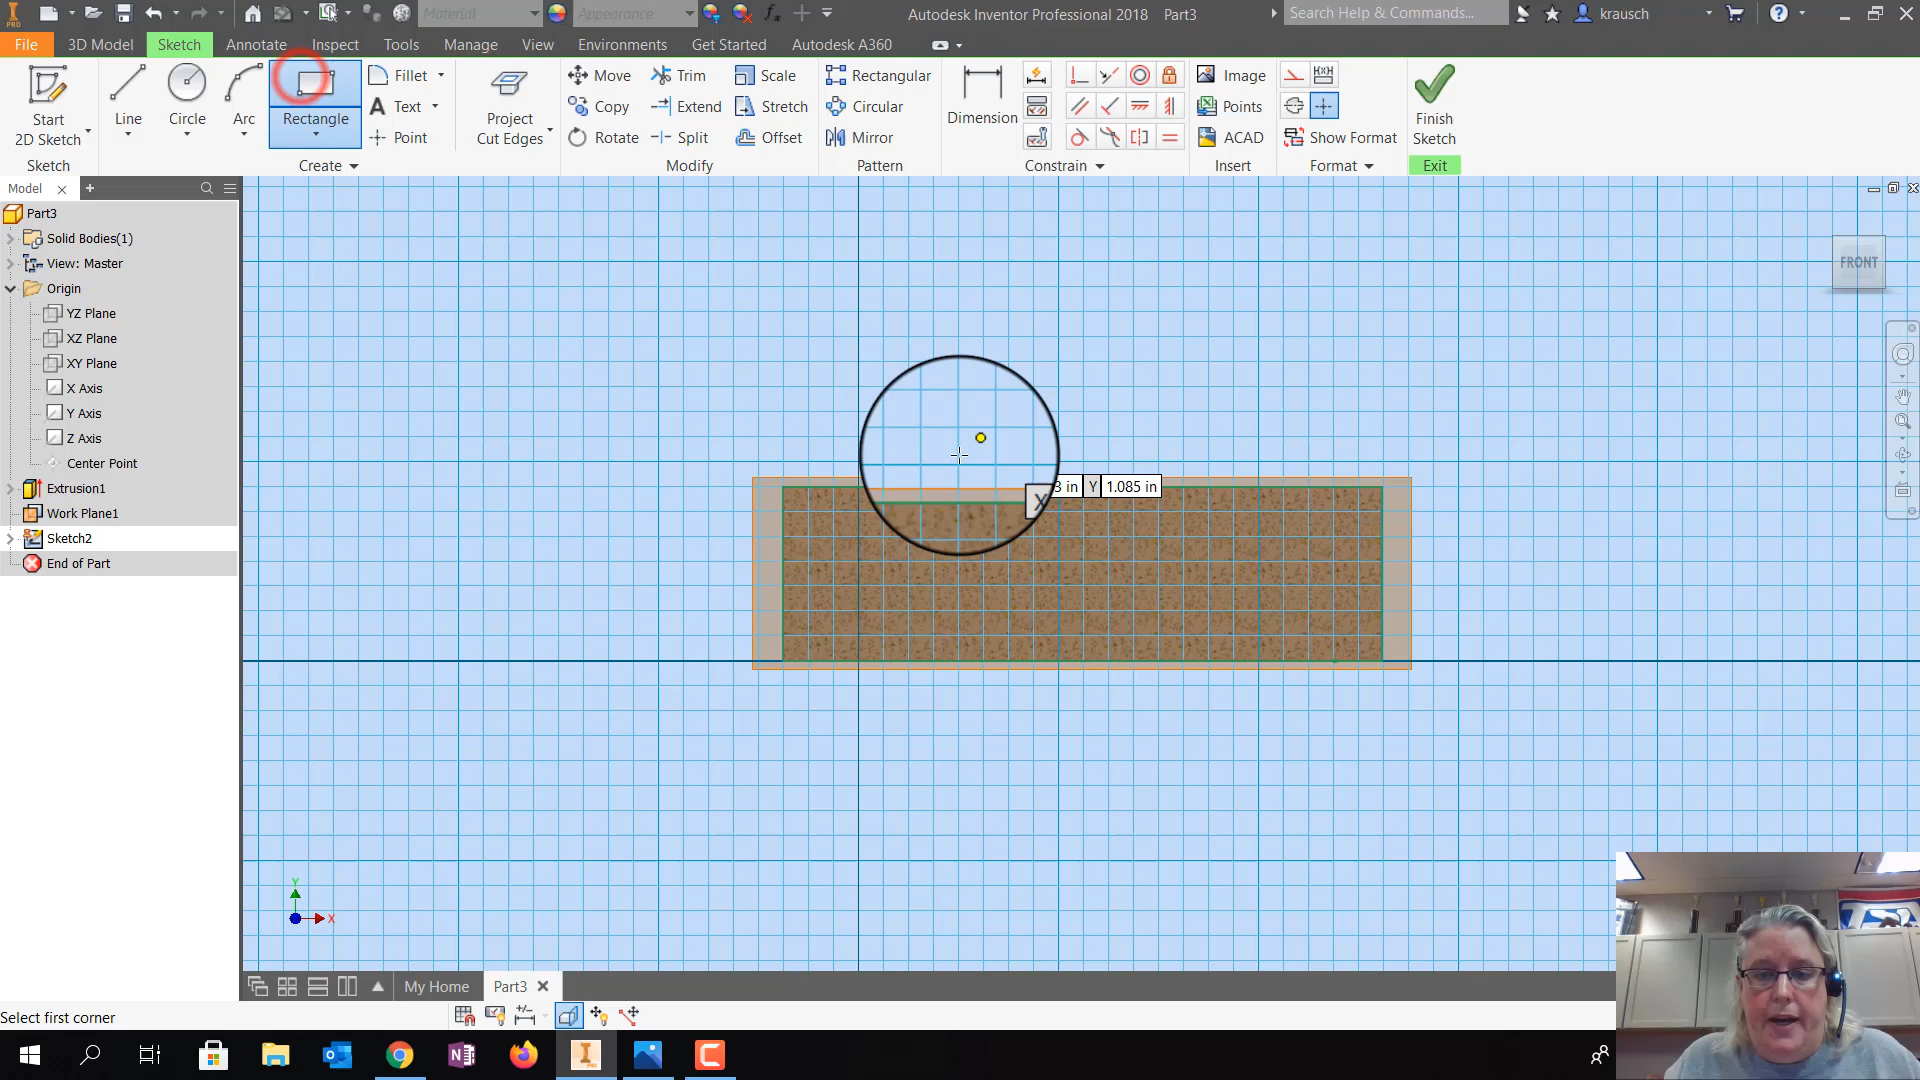 PRO
Material
Appearance
Autodesk Inventor Professional 2018 Part3
Search Help & Commands...
krausch
File
3D Model
Sketch
Annotate
Inspect
Tools
Manage
View
Environments
Get Started
Autodesk A360
Start
2D Sketch
Line
Circle
Arc
Rectangle
Fillet
Text
Point
Project
Cut Edges
Move
Copy
Rotate
Trim
Extend
Split
Scale
Stretch
Offset
Rectangular
Circular
Mirror
Dimension
Image
Points
ACAD
Show Format
Finish
Sketch
Sketch
Create
Modify
Pattern
Constrain
Insert
Format
Exit
Model
Part3
Solid Bodies(1)
View: Master
Origin
YZ Plane
XZ Plane
XY Plane
X Axis
Y Axis
Z Axis
Center Point
Extrusion1
Work Plane1
Sketch2
End of Part
FRONT
X
3 in Y 1.085 in
Y
X
My Home
Part3
Select first corner